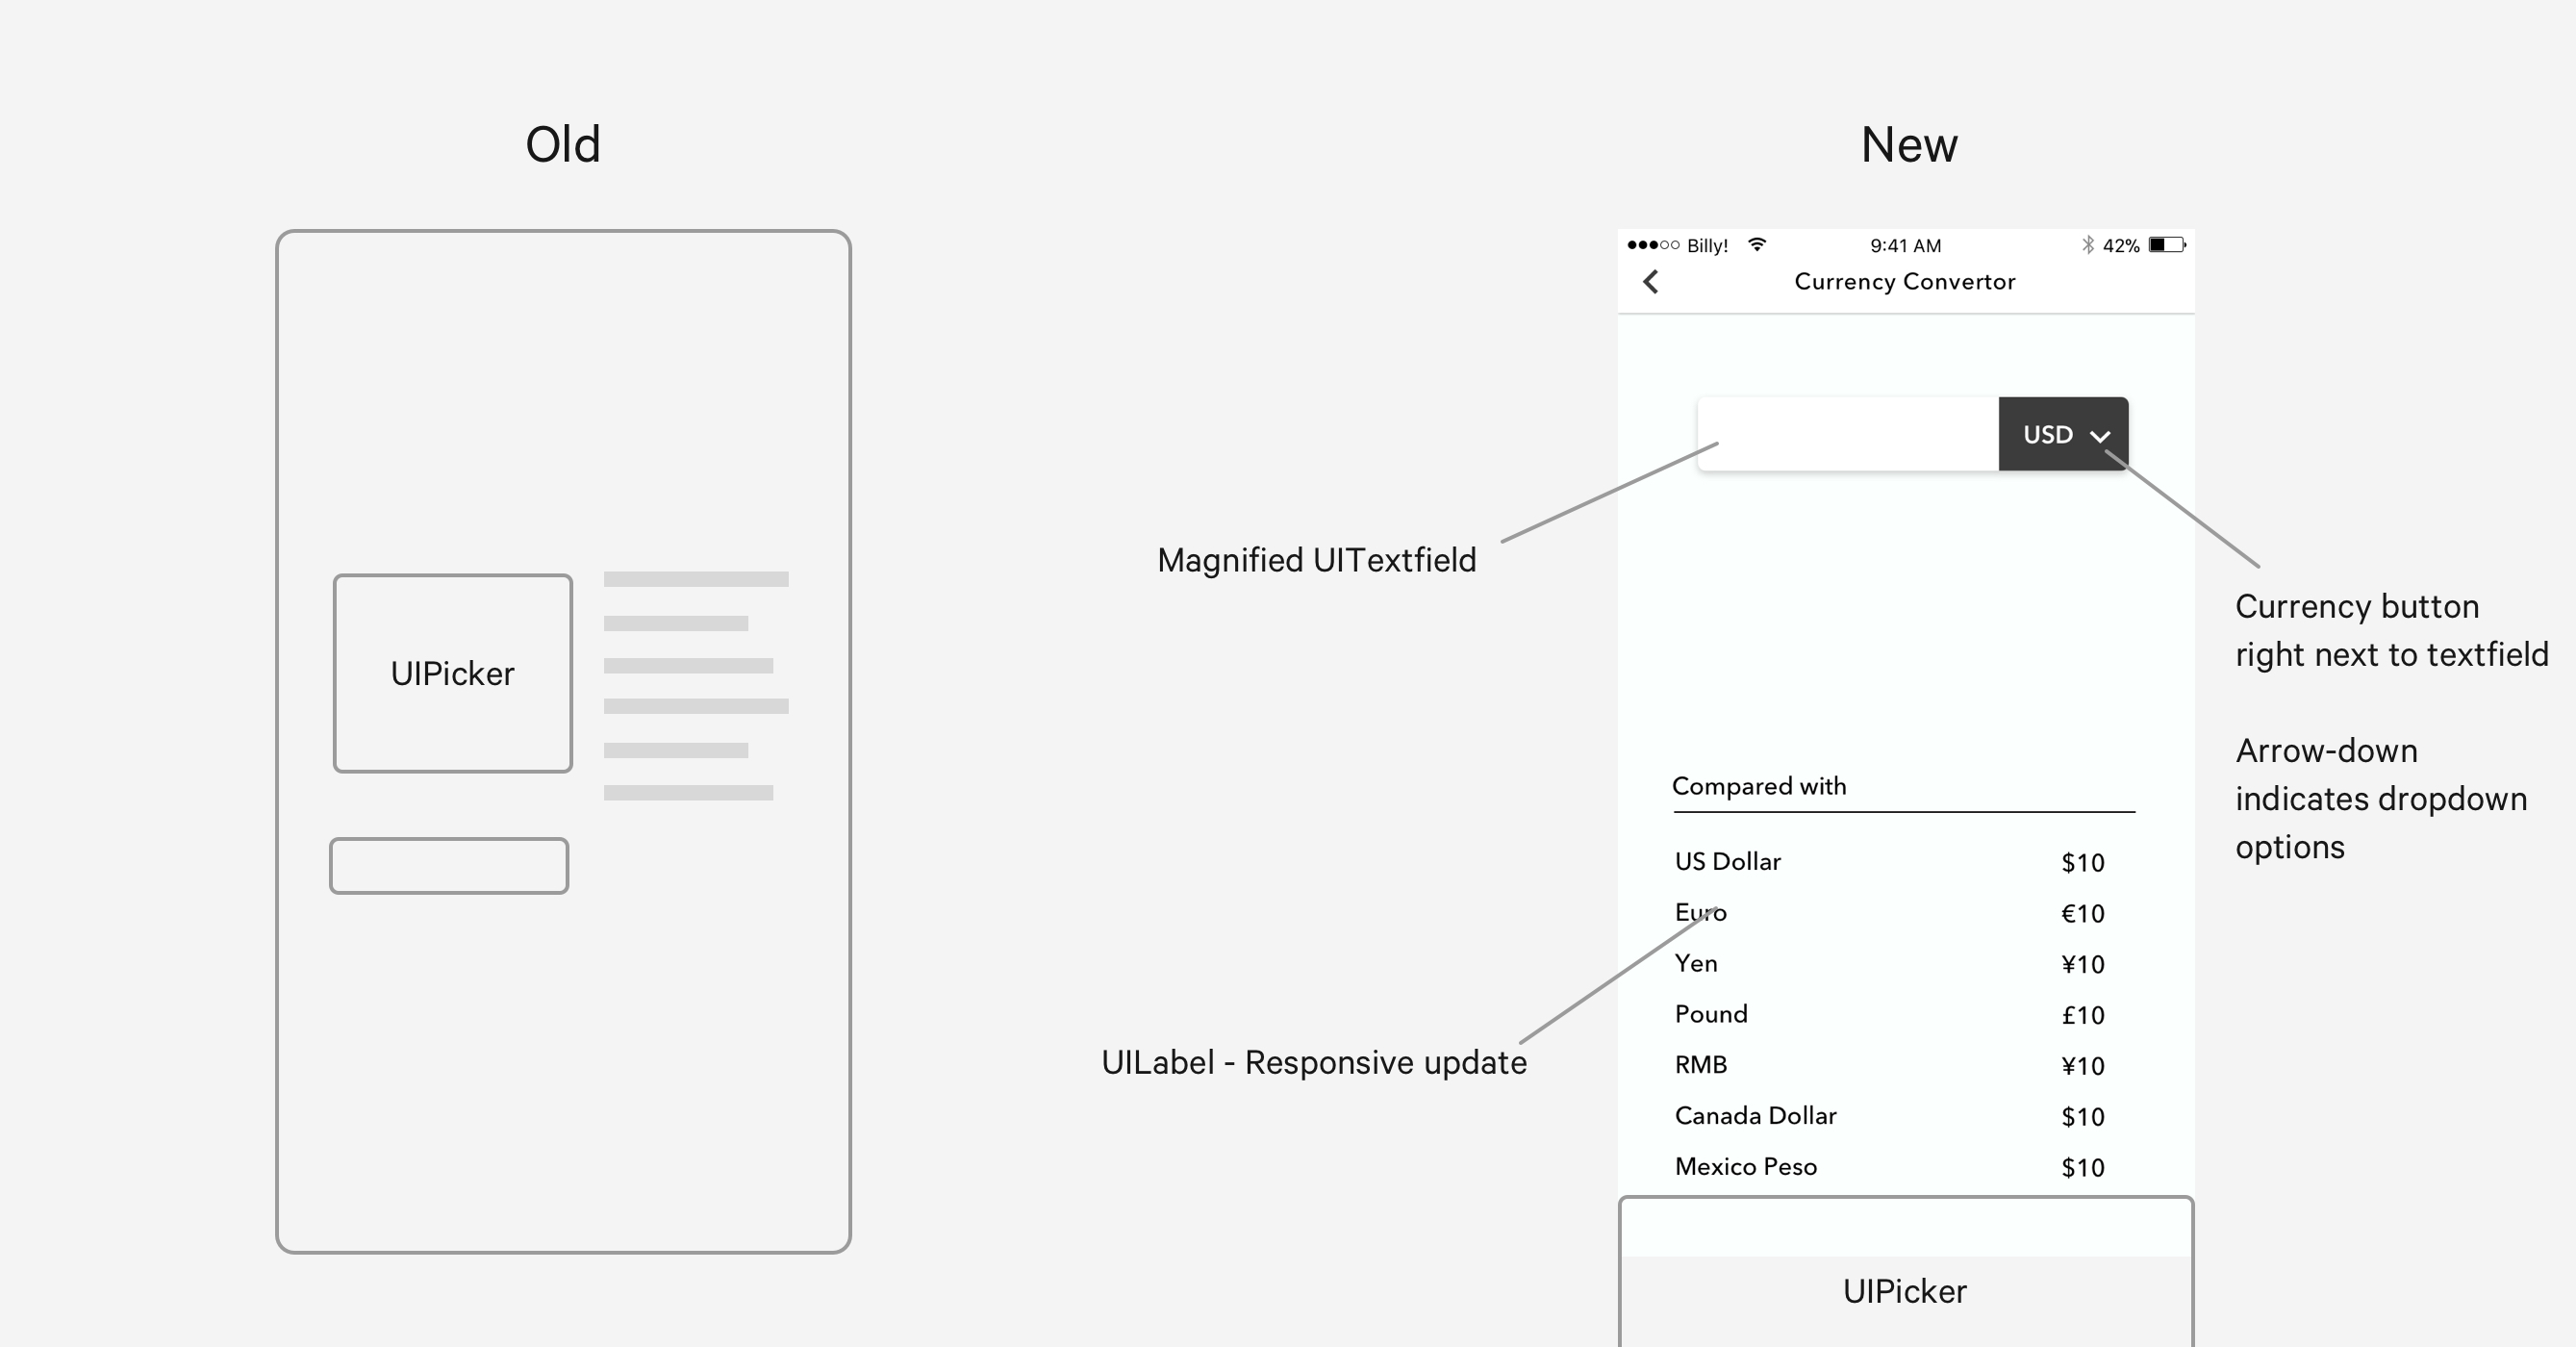 Old
New
UIPicker
Billy! 9:41 AM 42%
Currency Convertor
USD
Magnified UITextfield
Currency button
right next to textfield
Arrow-down
indicates dropdown
options
Compared with
US Dollar $10
Euro €10
Yen ¥10
Pound £10
RMB ¥10
Canada Dollar $10
Mexico Peso $10
UILabel - Responsive update
UIPicker